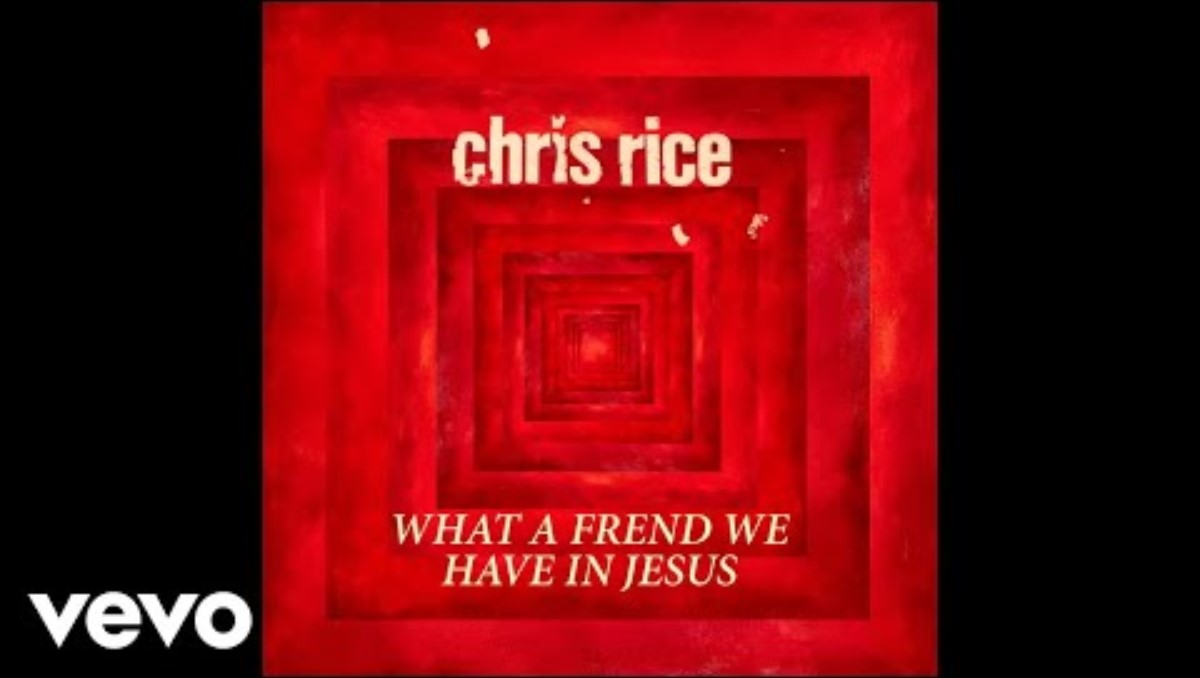 chris rice
WHAT A FREND WE
HAVE IN JESUS
vevo